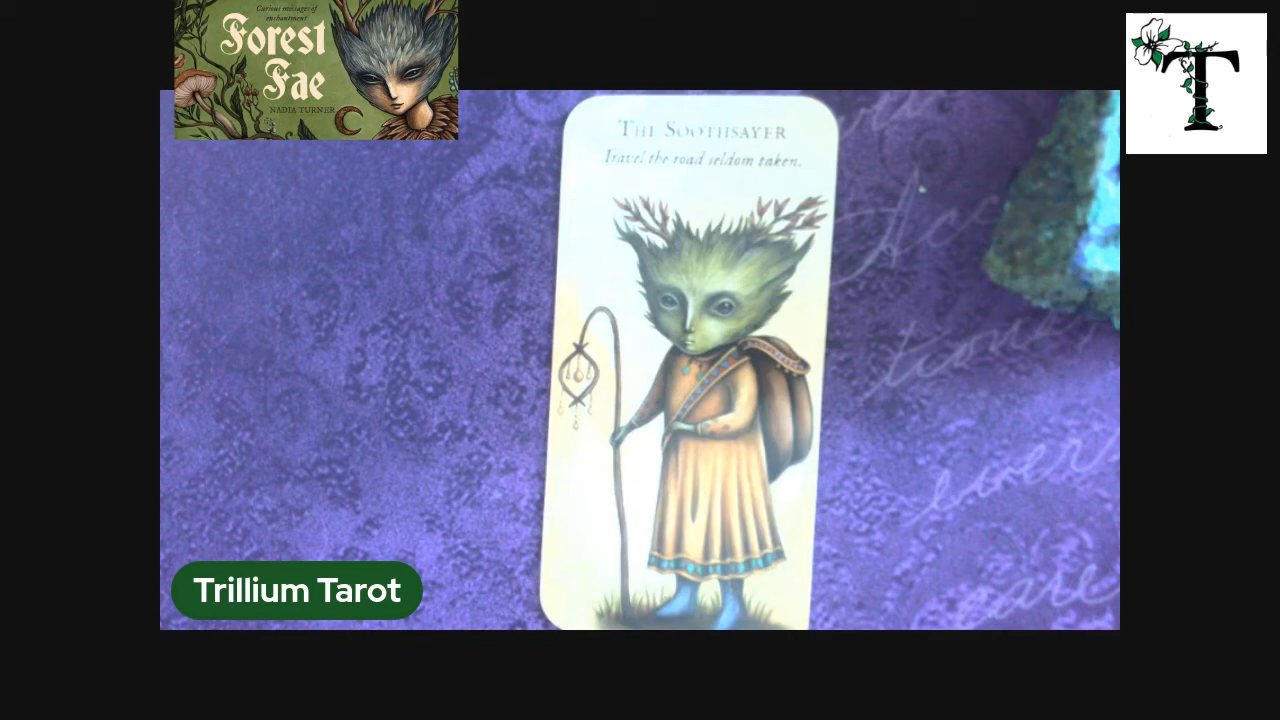 Curious messages of
enchantment
Forest
Fae
NADIA TURNER
T
THE SOOTHSAYER
Travel the road seldom taken.
Trillium Tarot